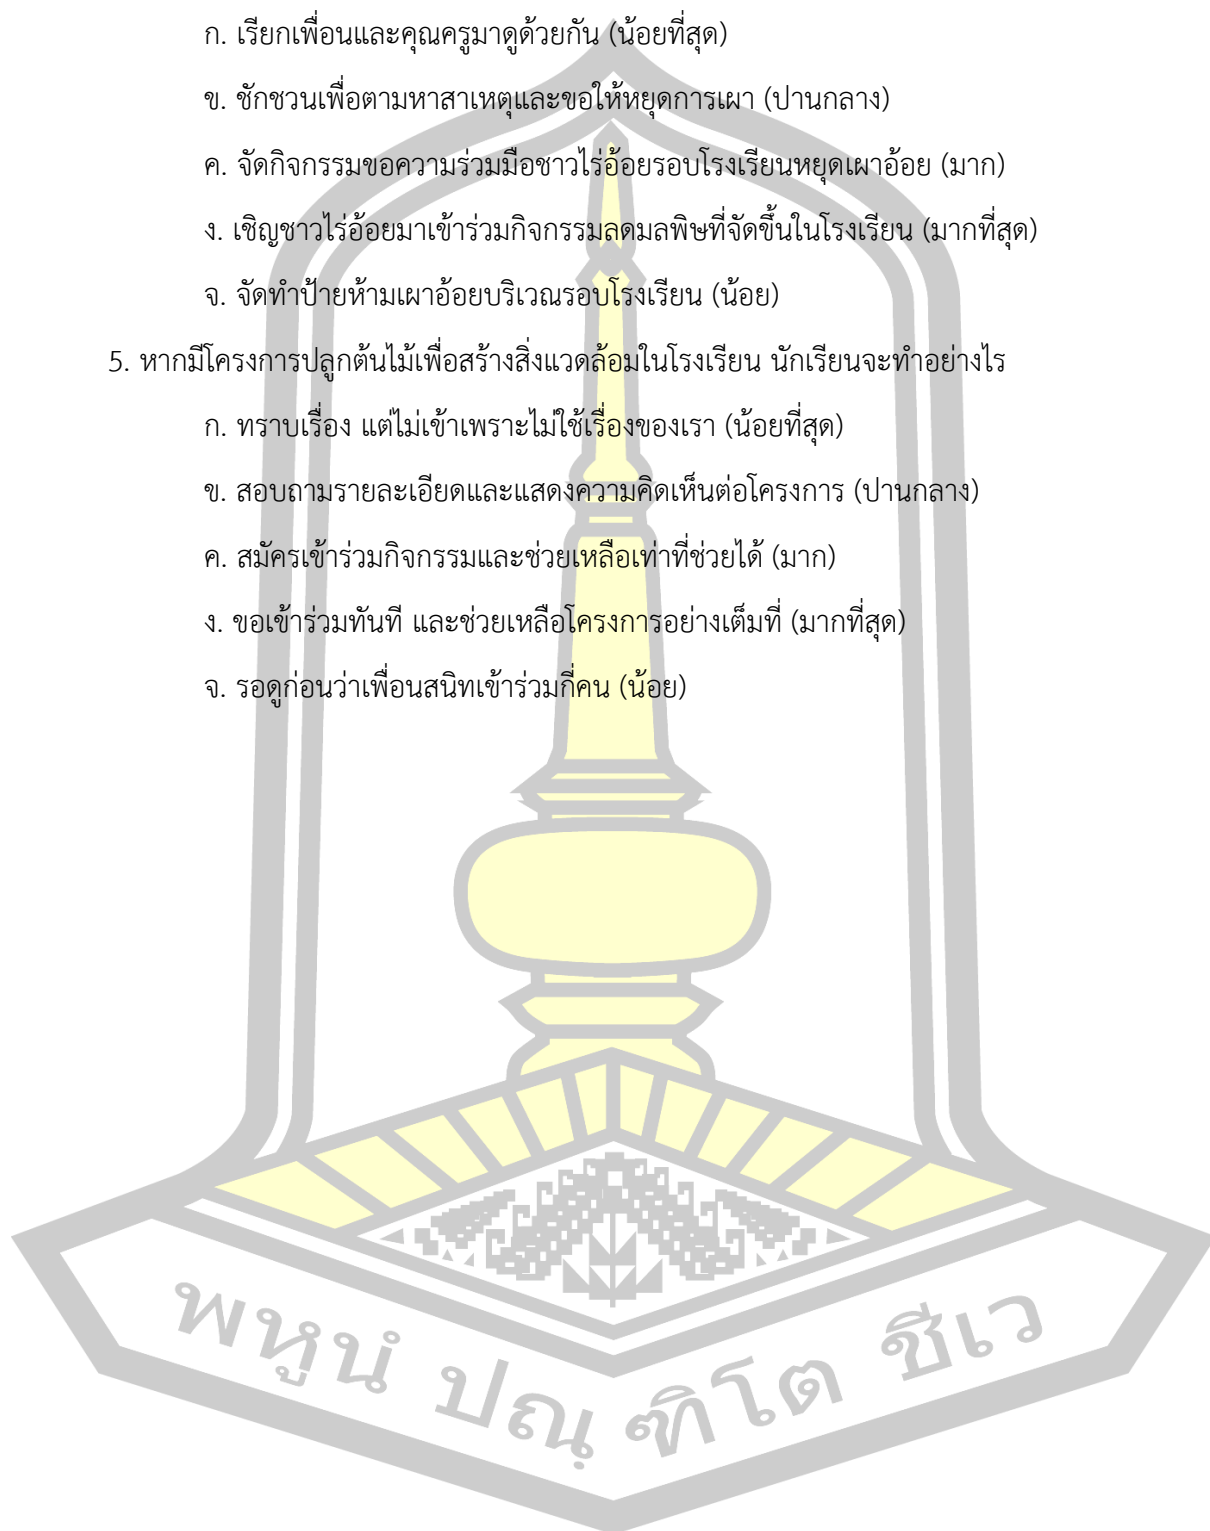 ก. เรียกเพื่อนและคุณครูมาดูด้วยกัน (น้อยที่สุด)
ข. ชักชวนเพื่อตามหาสาเหตุและขอให้หยุดการเผา (ปานกลาง)
ค. จัดกิจกรรมขอความร่วมมือชาวไร่อ้อยรอบโรงเรียนหยุดเผาอ้อย (มาก)
ง. เชิญชาวไร่อ้อยมาเข้าร่วมกิจกรรมลดมลพิษที่จัดขึ้นในโรงเรียน (มากที่สุด)
จ. จัดทำป้ายห้ามเผาอ้อยบริเวณรอบโรงเรียน (น้อย)
5. หากมีโครงการปลูกต้นไม้เพื่อสร้างสิ่งแวดล้อมในโรงเรียน นักเรียนจะทำอย่างไร
ก. ทราบเรื่อง แต่ไม่เข้าเพราะไม่ใช้เรื่องของเรา (น้อยที่สุด)
ข. สอบถามรายละเอียดและแสดงความคิดเห็นต่อโครงการ (ปานกลาง)
ค. สมัครเข้าร่วมกิจกรรมและช่วยเหลือเท่าที่ช่วยได้ (มาก)
ง. ขอเข้าร่วมทันที และช่วยเหลือโครงการอย่างเต็มที่ (มากที่สุด)
จ. รอดูก่อนว่าเพื่อนสนิทเข้าร่วมกี่คน (น้อย)
พหูนํ ปณฺ ฑิโต ชีเว